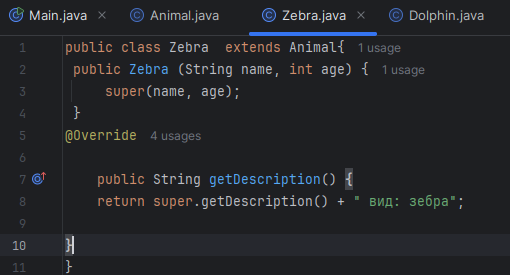 Main.java Animal.java Zebra.java Dolphin.java
1 public class Zebra  extends Animal{ 1 usage
2 public Zebra (String name, int age) { 1 usage
3 super(name, age);
4 }
5 @Override 4 usages
6
7 public String getDescription() {
8 return super.getDescription() + " вид: зебра";
9
10 }
11 }